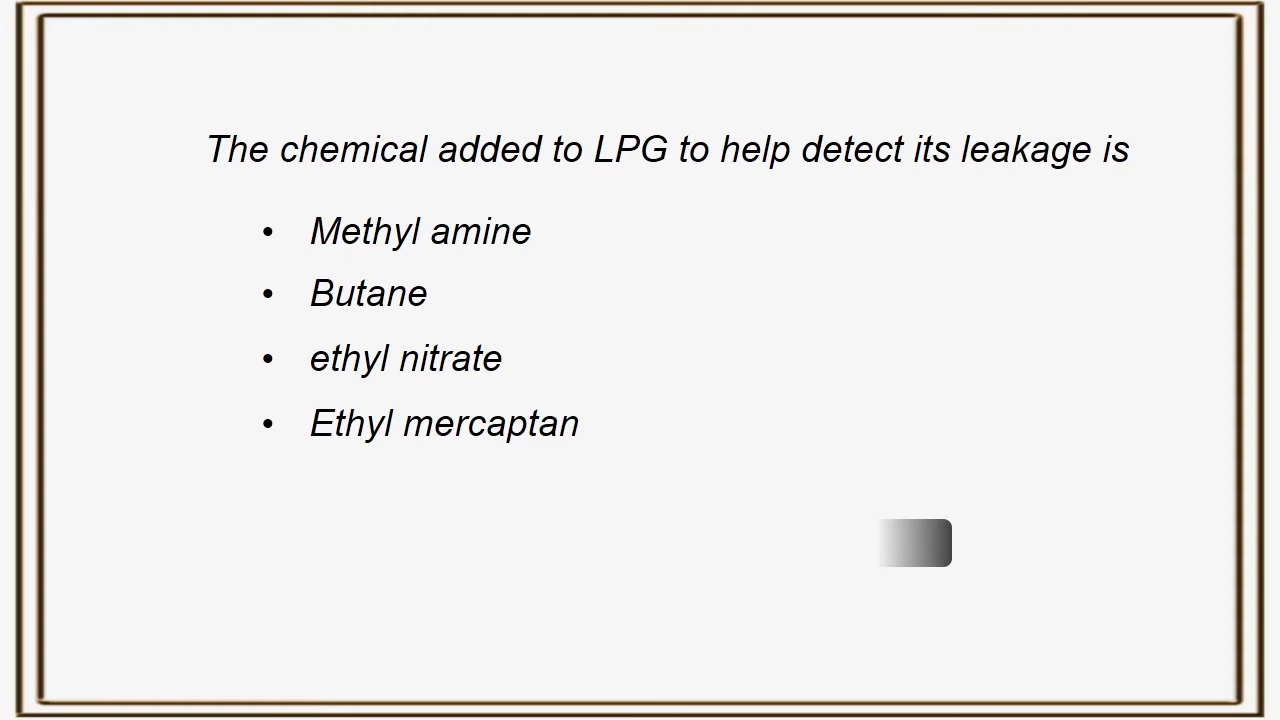 The chemical added to LPG to help detect its leakage is
• Methyl amine
• Butane
• ethyl nitrate
• Ethyl mercaptan